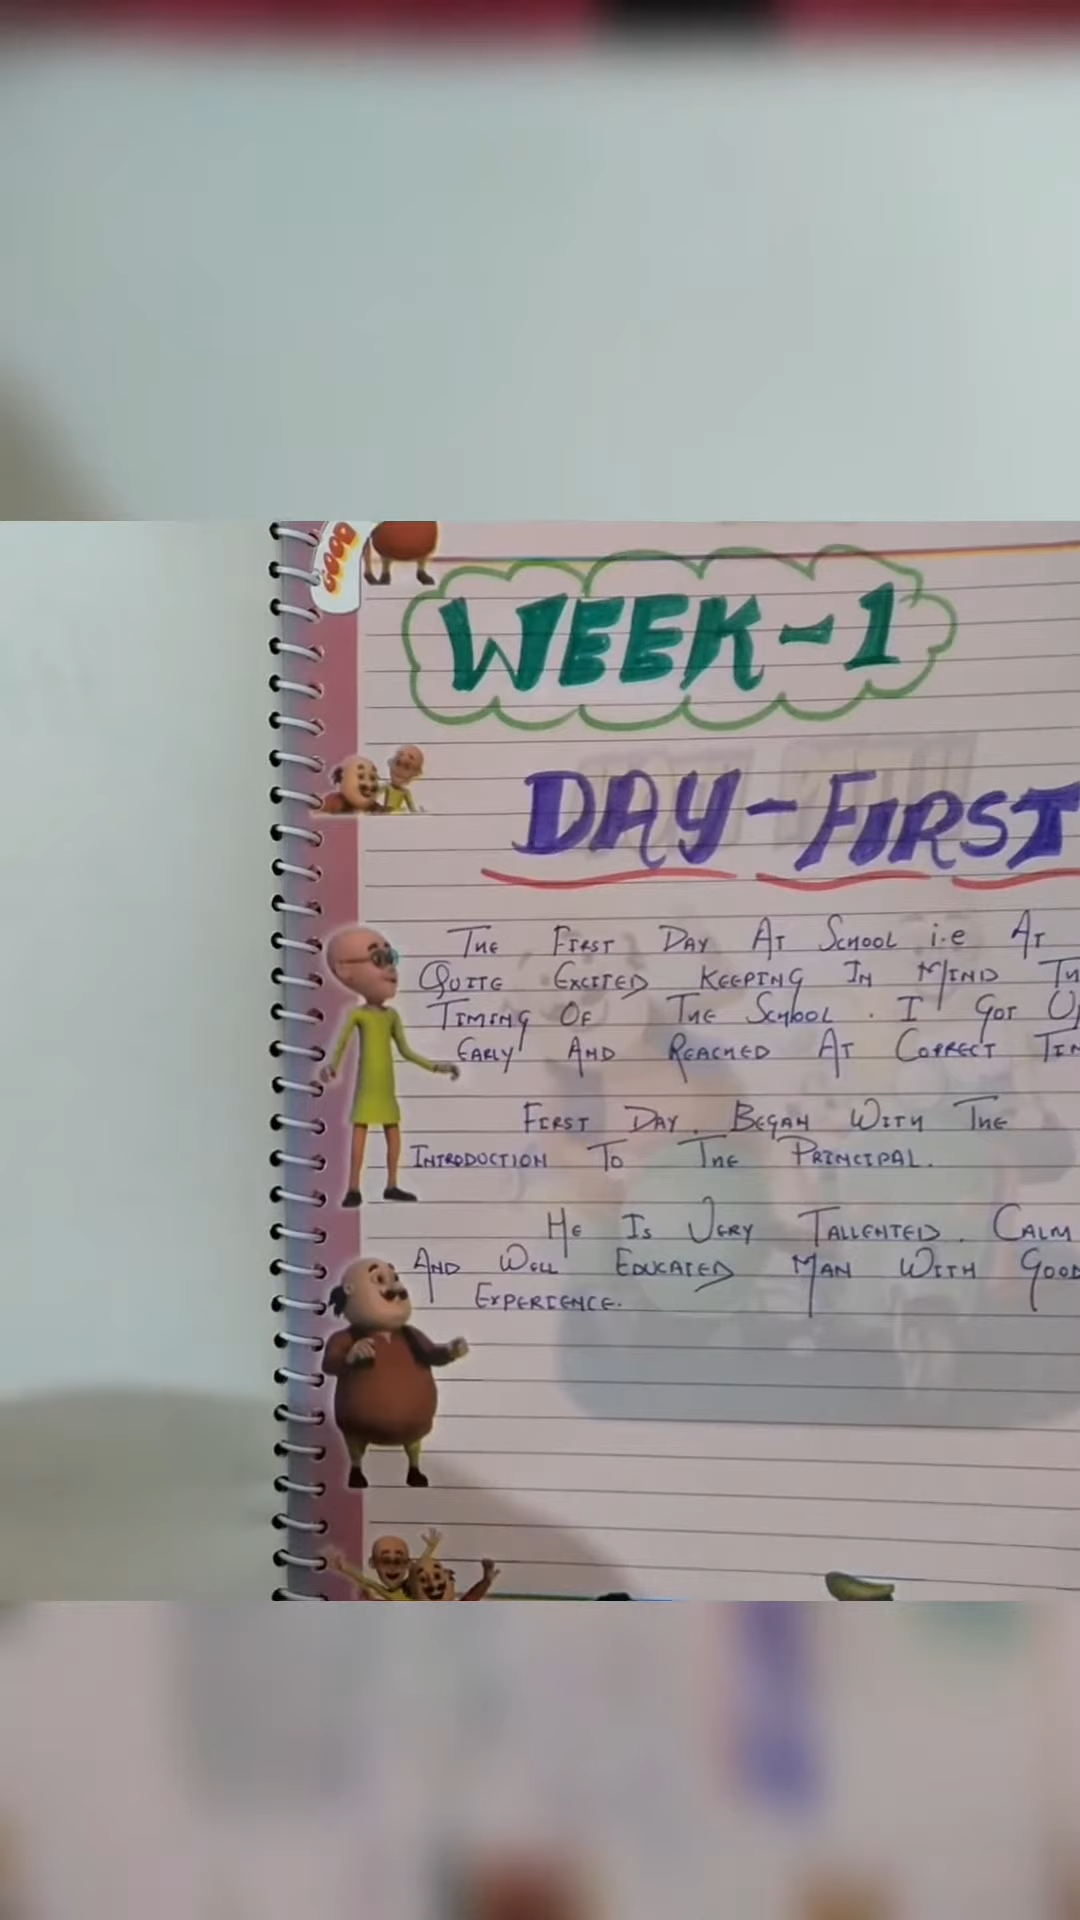 GOOD
WEEK-1
DAY-FIRST
THE FIRST DAY AT SCHOOL i.e AT
QUITE EXCITED KEEPING IN MIND
TIMING OF THE SCHOOL. I GOT
EARLY AND REACHED AT CORRECT
FIRST DAY. BEGAN WITH THE
INTRODUCTION TO THE PRINCIPAL.
HE IS VERY TALLENTED. CALM
AND WELL EDUCATED MAN WITH GOOD
EXPERIENCE.